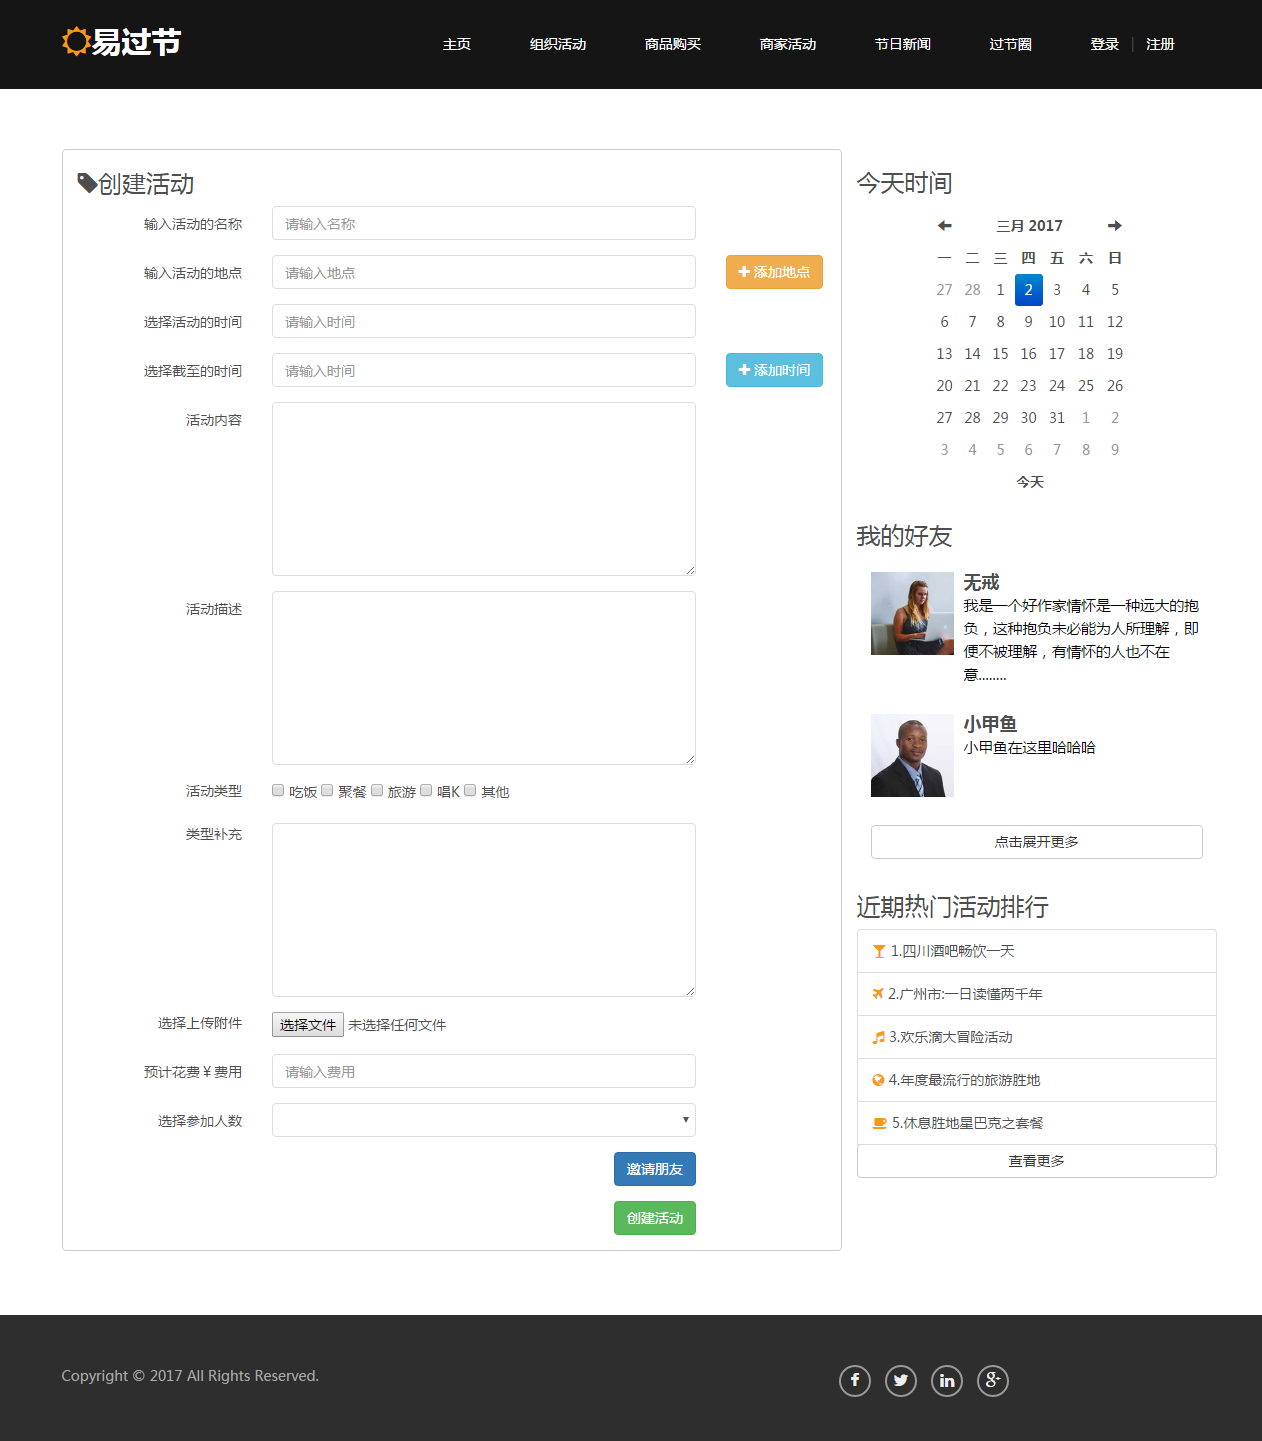 易过节
主页 组织活动 商品购买 商家活动 节日新闻 过节圈 登录 | 注册
创建活动
输入活动的名称 请输入名称
输入活动的地点 请输入地点 添加地点
选择活动的时间 请输入时间
选择截至的时间 请输入时间 添加时间
活动内容
活动描述
活动类型 吃饭 聚餐 旅游 唱K 其他
类型补充
选择上传附件 选择文件 未选择任何文件
预计花费￥费用 请输入费用
选择参加人数
邀请朋友
创建活动
今天时间
三月 2017
一 二 三 四 五 六 日
27 28 1 2 3 4 5
6 7 8 9 10 11 12
13 14 15 16 17 18 19
20 21 22 23 24 25 26
27 28 29 30 31 1 2
3 4 5 6 7 8 9
今天
我的好友
无戒
我是一个好作家情怀是一种远大的抱
负，这种抱负未必能为人所理解，即
便不被理解，有情怀的人也不在
意........
小甲鱼
小甲鱼在这里哈哈哈
点击展开更多
近期热门活动排行
1.四川酒吧畅饮一天
2.广州市:一日读懂两千年
3.欢乐滴大冒险活动
4.年度最流行的旅游胜地
5.休息胜地星巴克之套餐
查看更多
Copyright © 2017 All Rights Reserved.